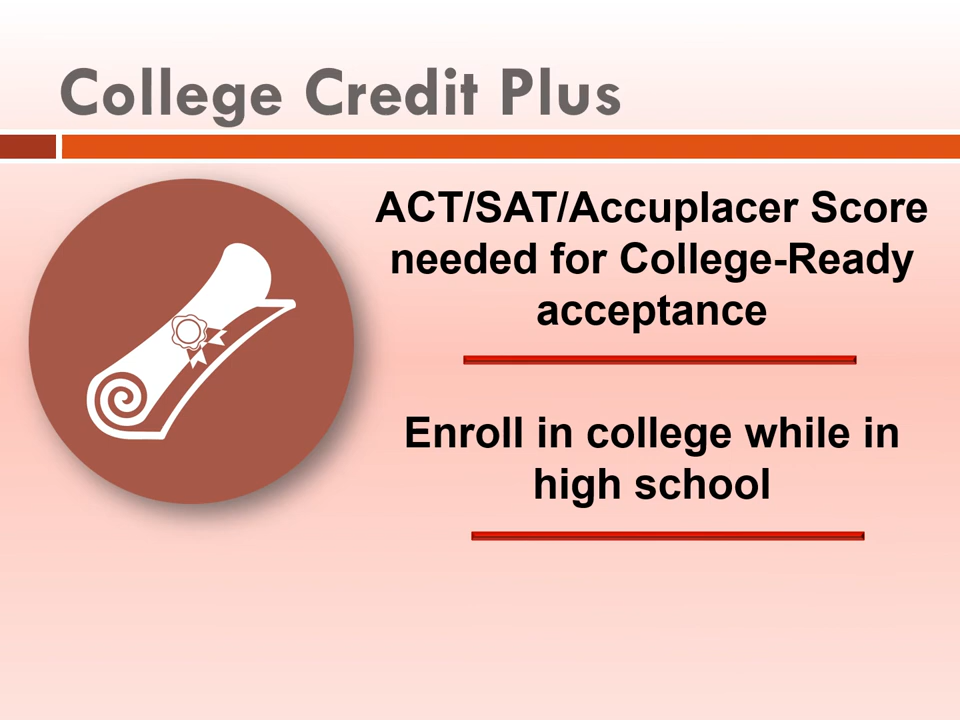 College Credit Plus
ACT/SAT/Accuplacer Score
needed for College-Ready
acceptance
Enroll in college while in
high school